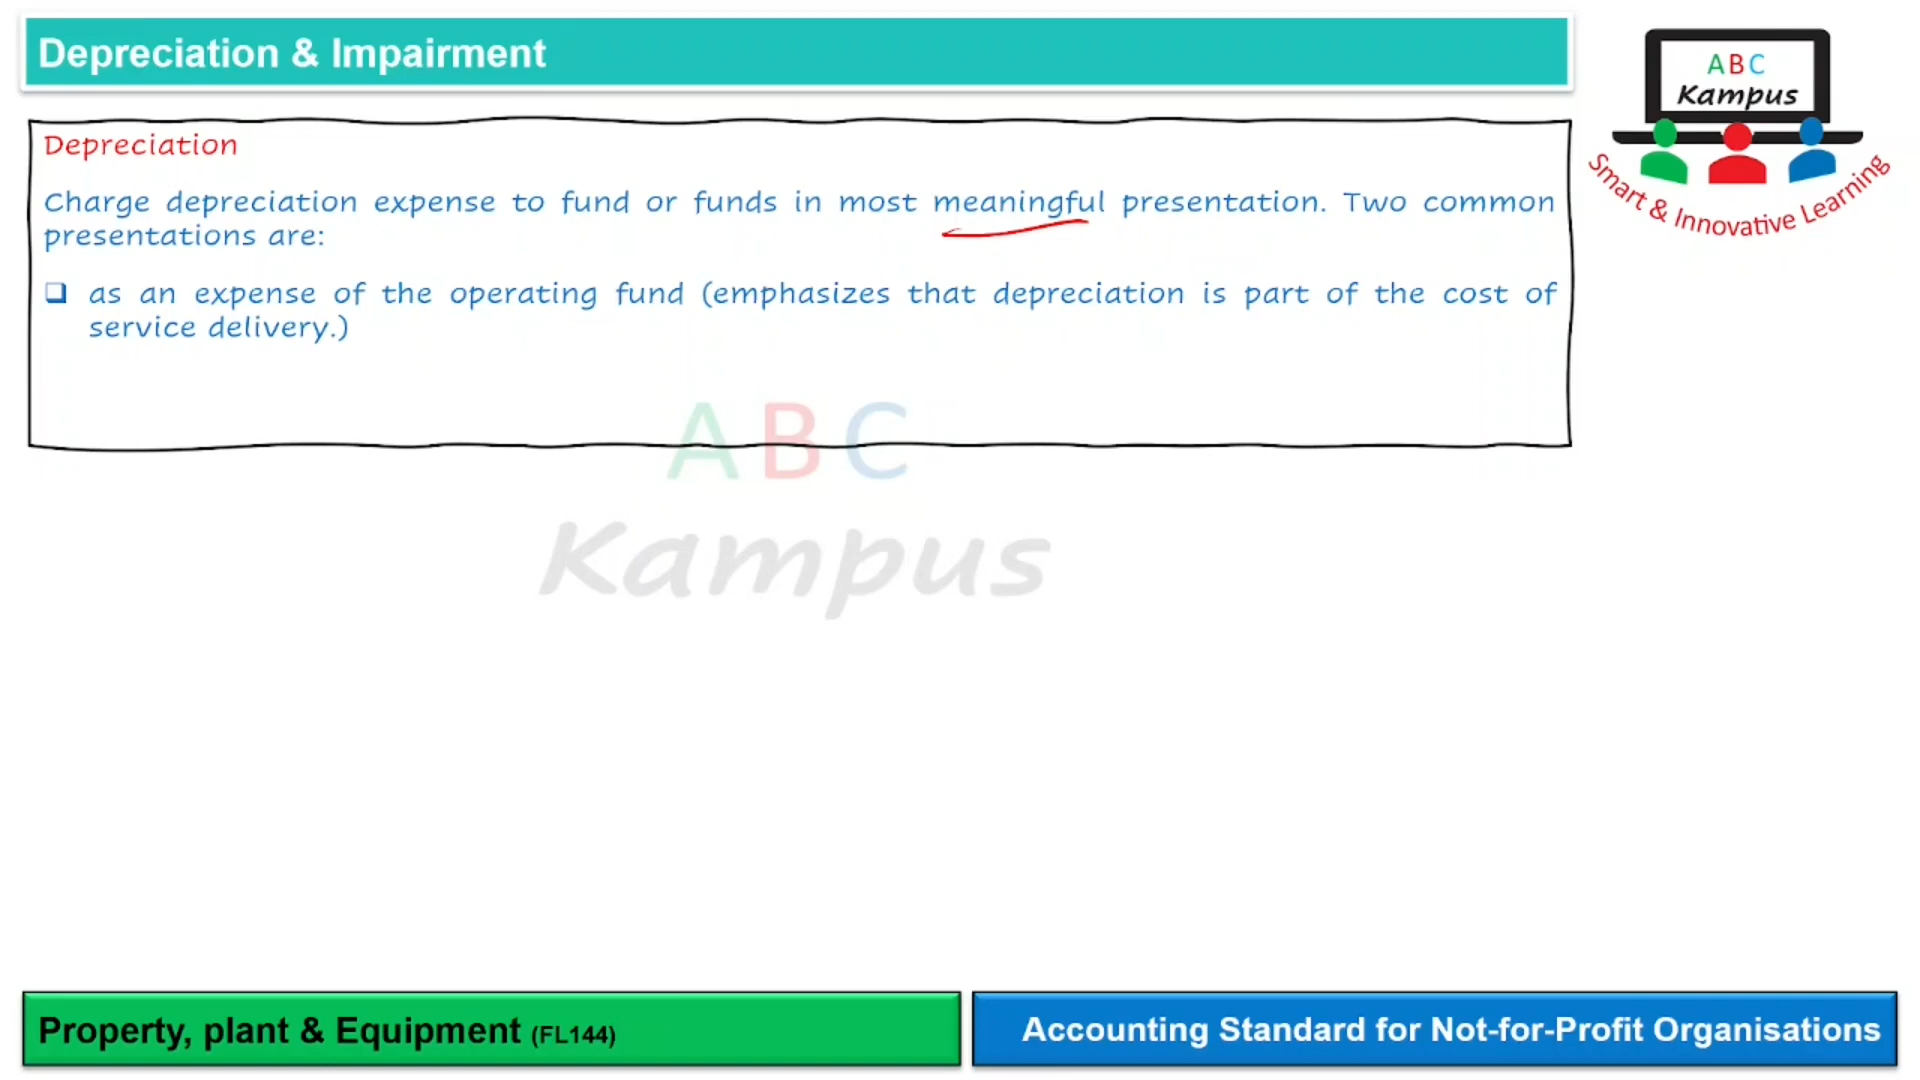 Depreciation & Impairment
A B C
Kampus
Smart & Innovative Learning
Depreciation
Charge depreciation expense to fund or funds in most meaningful presentation. Two common
presentations are:
as an expense of the operating fund (emphasizes that depreciation is part of the cost of
service delivery.)
A B C
Kampus
Property, plant & Equipment (FL144)
Accounting Standard for Not-for-Profit Organisations